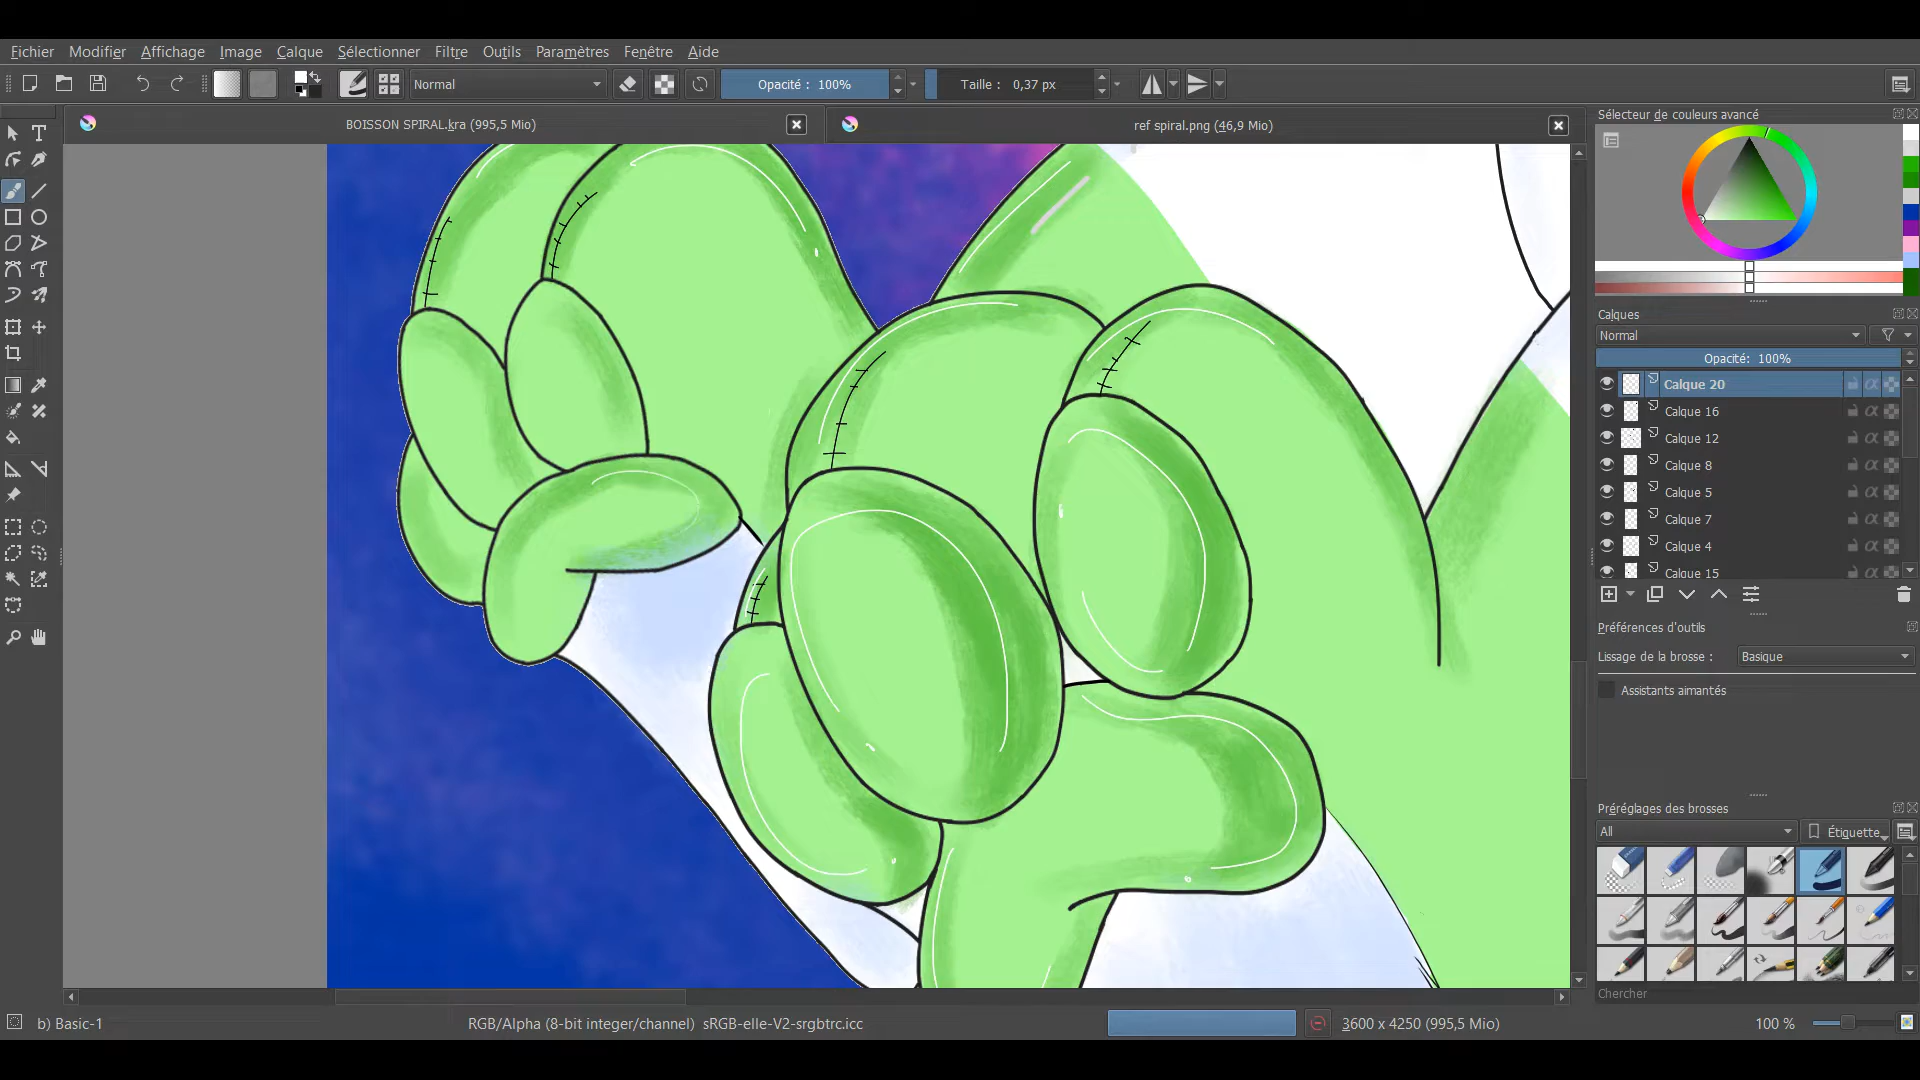 Fichier Modifier Affichage Image Calque Sélectionner Filtre Outils Paramètres Fenêtre Aide
Normal
Opacité : 100%
Taille : 0,37 px
BOISSON SPIRAL.kra (995,5 Mio)
ref spiral.png (46,9 Mio)
Sélecteur de couleurs avancé
Calques
Normal
Opacité: 100%
Calque 20
Calque 16
Calque 12
Calque 8
Calque 5
Calque 7
Calque 4
Calque 15
Préférences d'outils
Lissage de la brosse : Basique
Assistants aimantés
Préréglages des brosses
All
Étiquette
Chercher
b) Basic-1
RGB/Alpha (8-bit integer/channel) sRGB-elle-V2-srgbtrc.icc
3600 x 4250 (995,5 Mio)
100 %